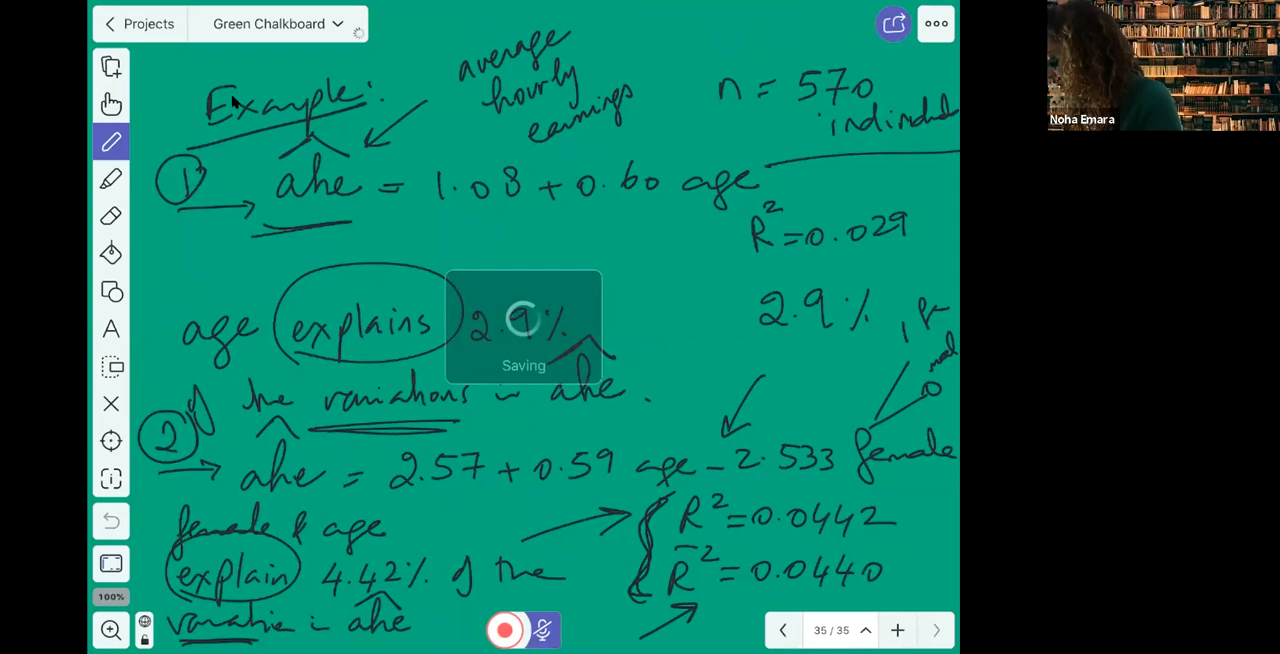 Projects
Green Chalkboard
Example:
average
hourly
earnings
n = 570
Noha Emara
① ahe = 1.08 + 0.60 age
R² = 0.029
age explains 2.9%
2.9%
Saving
of the variations in ahe.
② ahe = 2.57 + 0.59 age - 2.533 female
female & age
R² = 0.0442
explain 4.42% of the
R̄² = 0.0440
in ahe
100%
35 / 35